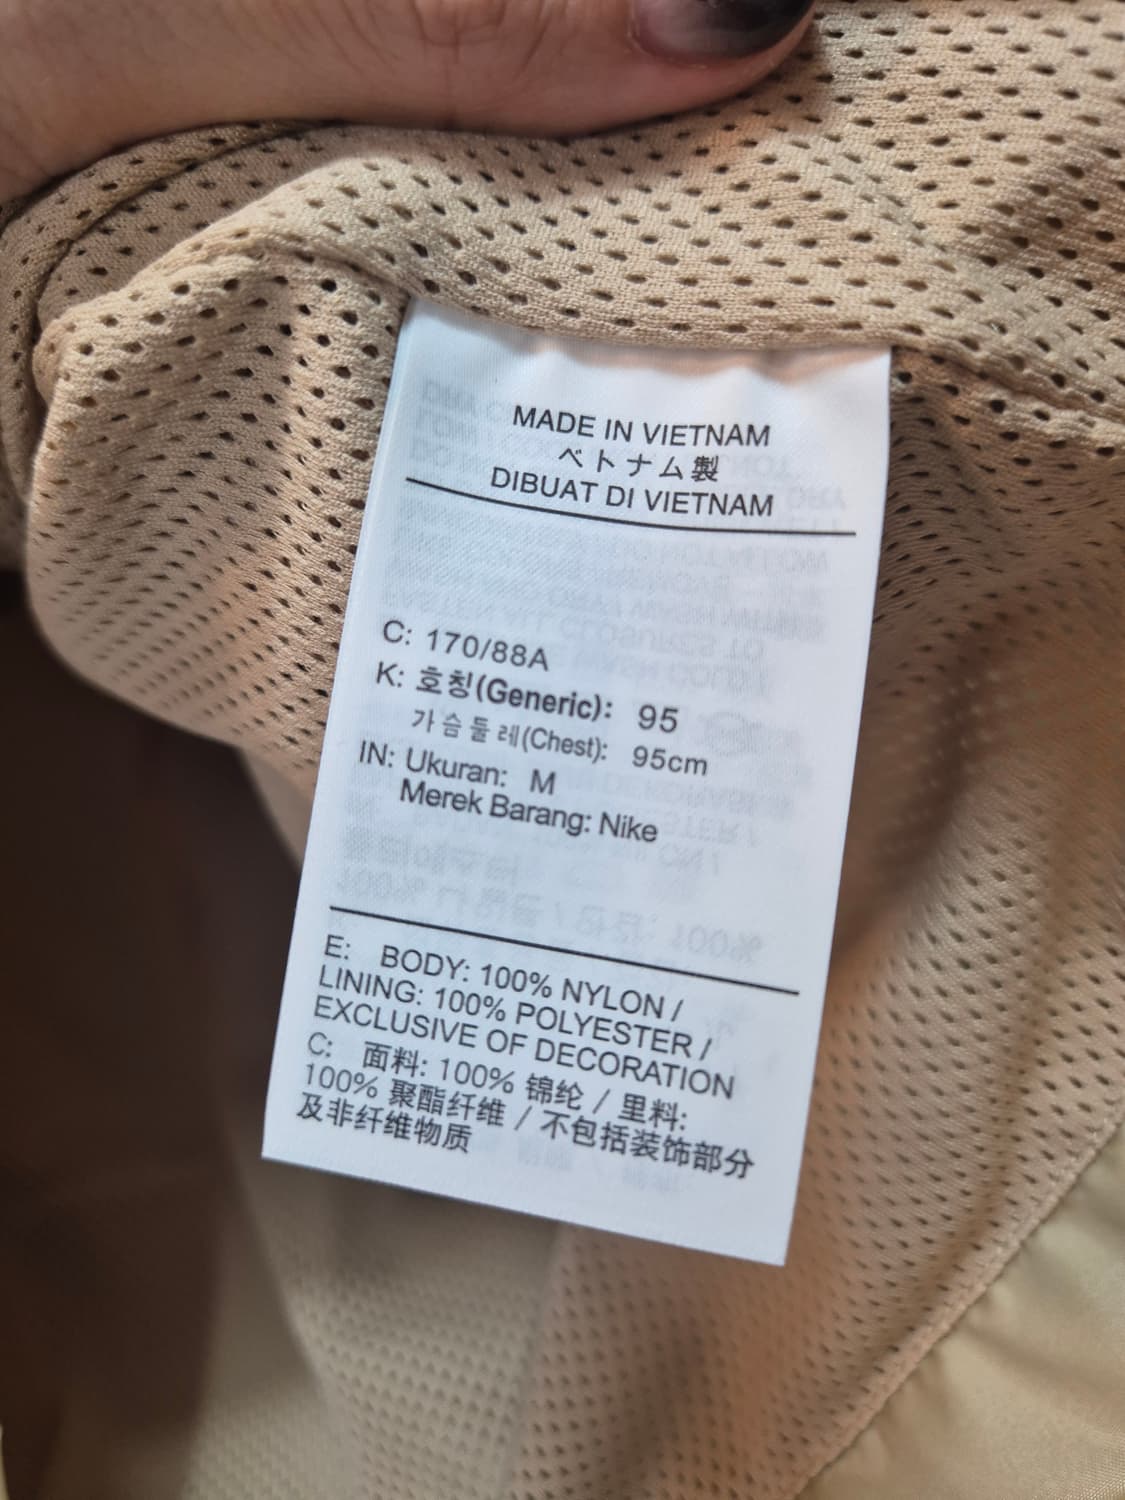 MADE IN VIETNAM
ベトナム製
DIBUAT DI VIETNAM
C: 170/88A
K: 호칭(Generic): 95
가슴둘레(Chest): 95cm
IN: Ukuran: M
Merek Barang: Nike
E: BODY: 100% NYLON /
LINING: 100% POLYESTER /
EXCLUSIVE OF DECORATION
C: 面料: 100% 锦纶 / 里料:
100% 聚酯纤维 / 不包括装饰部分
及非纤维物质